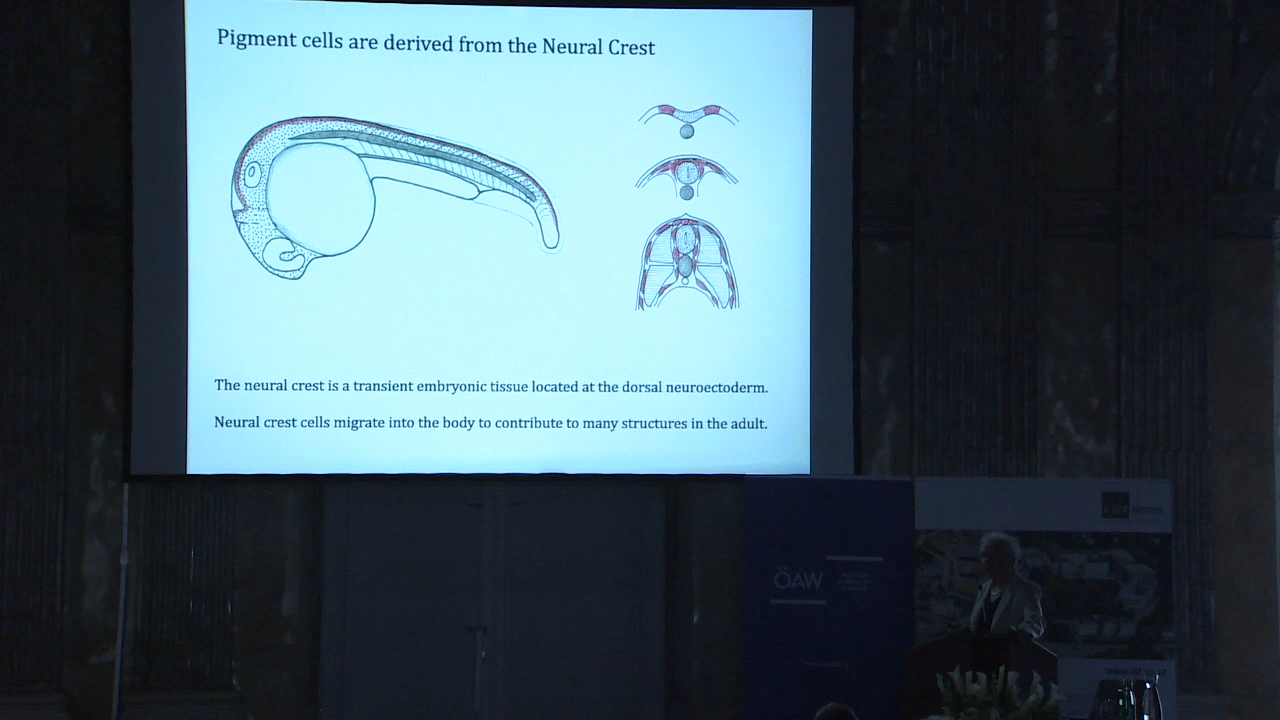 Pigment cells are derived from the Neural Crest
The neural crest is a transient embryonic tissue located at the dorsal neuroectoderm.
Neural crest cells migrate into the body to contribute to many structures in the adult.
ÖAW